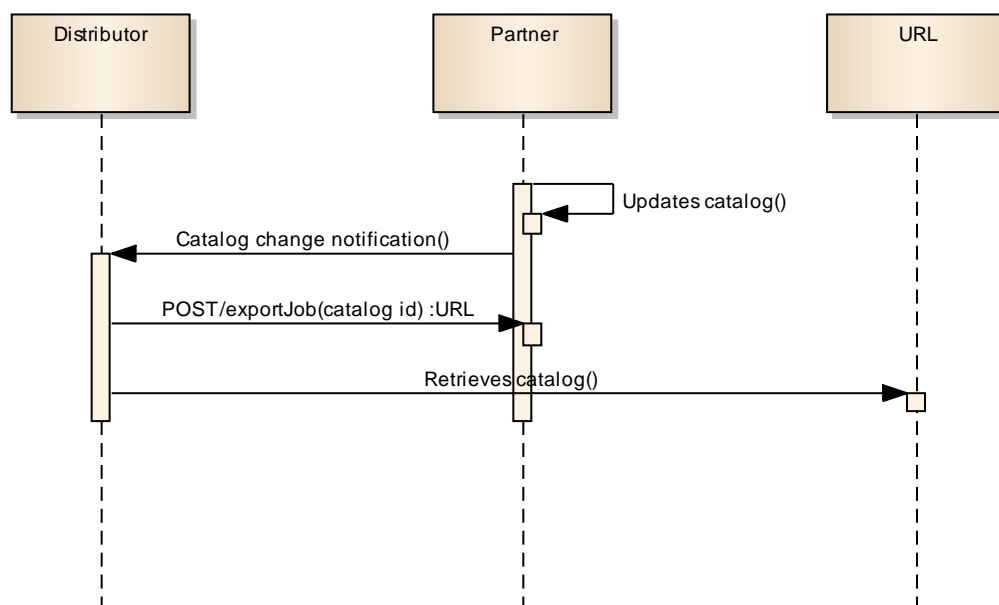 Distributor
Partner
URL
Updates catalog()
Catalog change notification()
POST/exportJob(catalog id) :URL
Retrieves catalog()